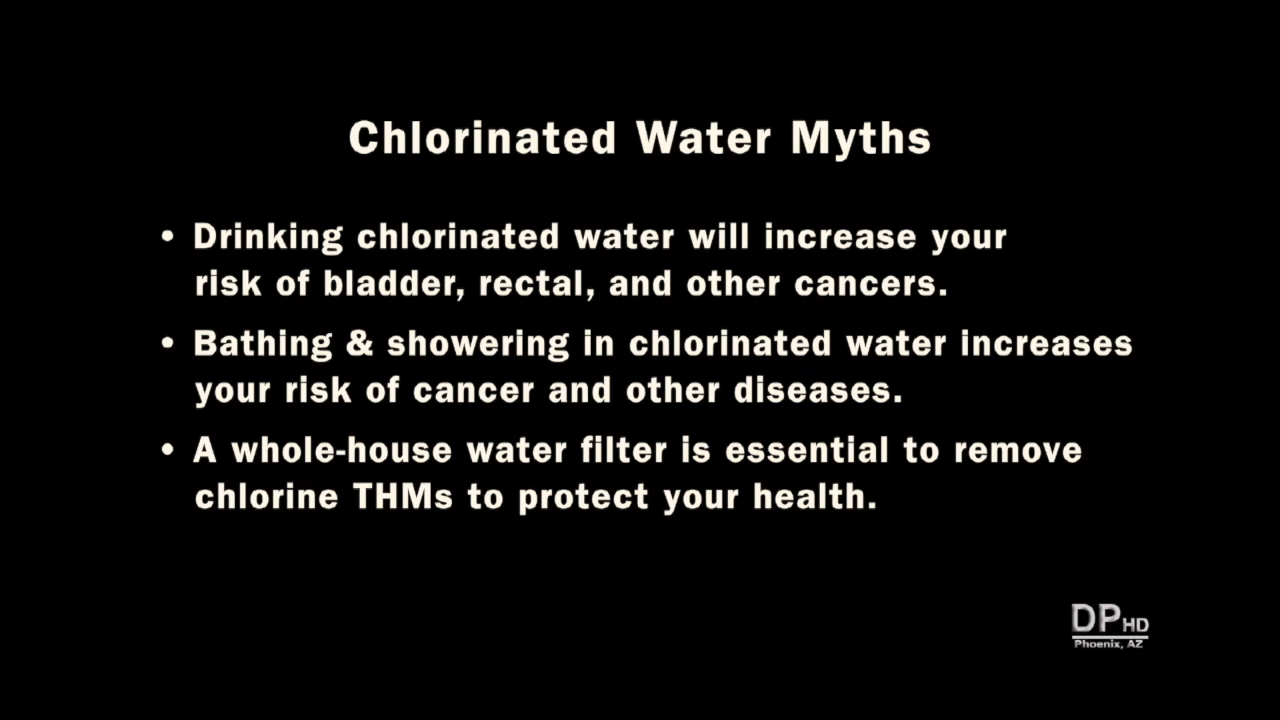 Chlorinated Water Myths
• Drinking chlorinated water will increase your
risk of bladder, rectal, and other cancers.
• Bathing & showering in chlorinated water increases
your risk of cancer and other diseases.
• A whole-house water filter is essential to remove
chlorine THMs to protect your health.
DPHD
Phoenix, AZ